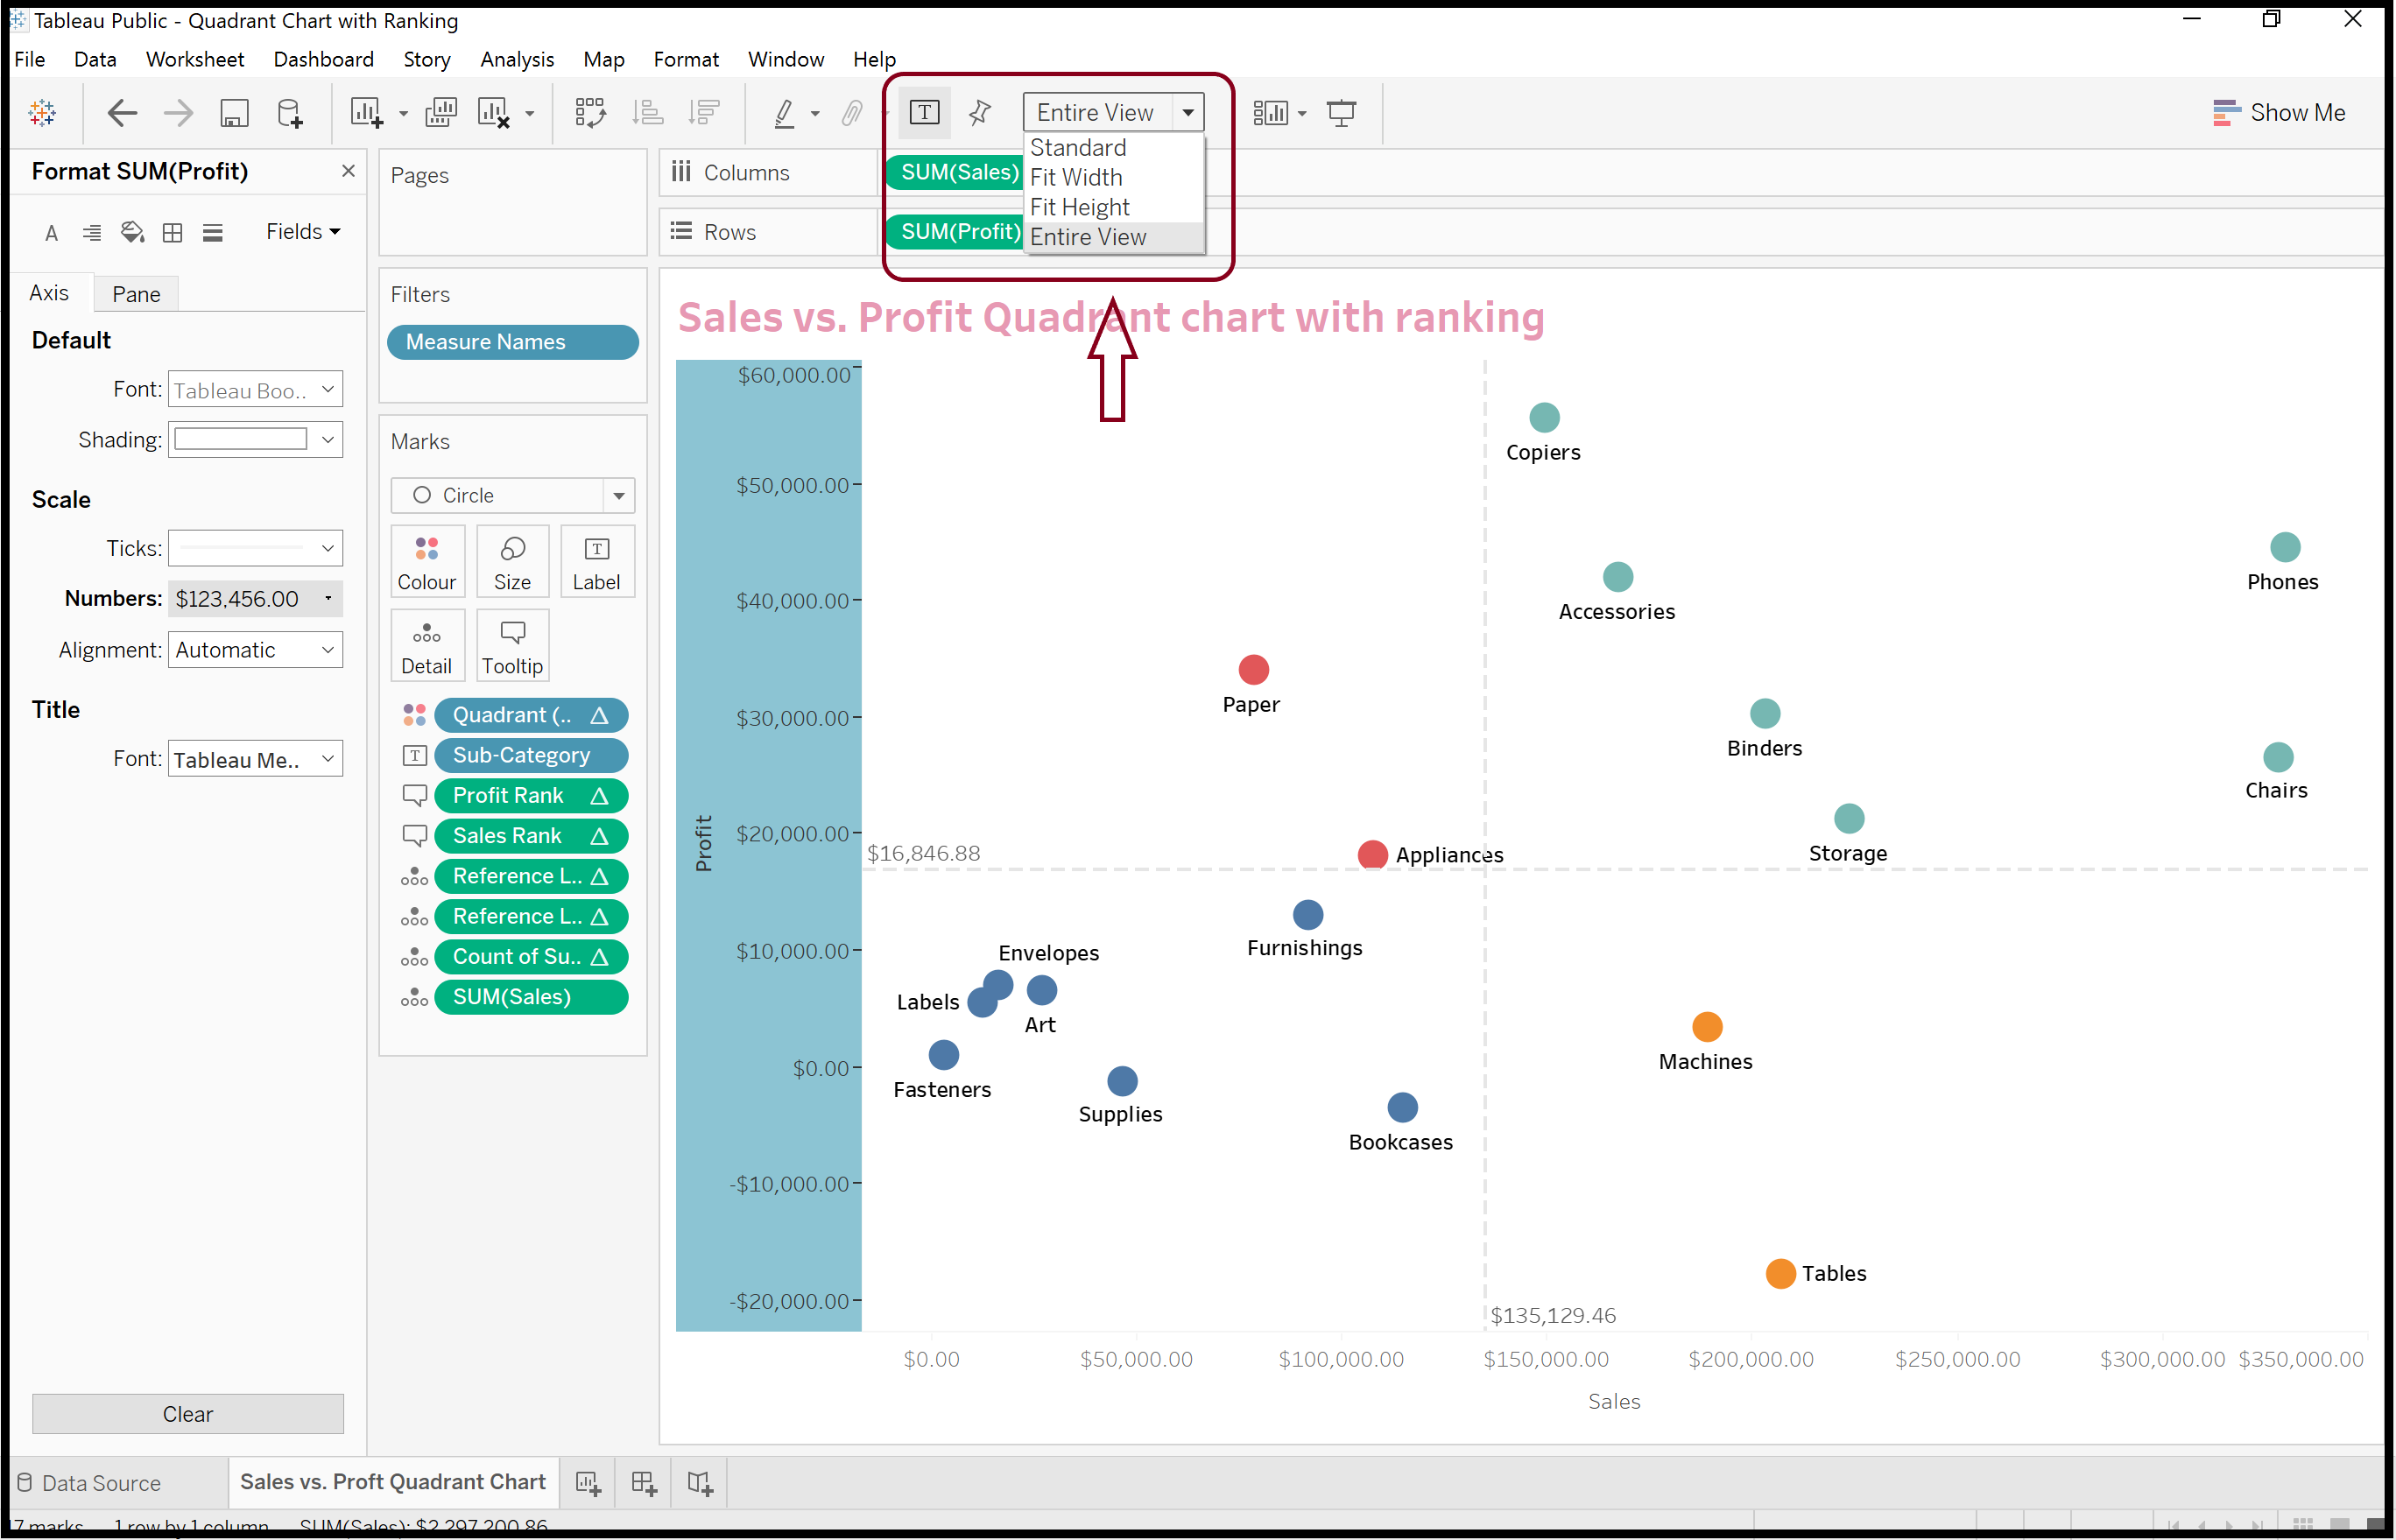 Tableau Public - Quadrant Chart with Ranking
File Data Worksheet Dashboard Story Analysis Map Format Window Help
T Entire View Show Me
Standard
Fit Width
Fit Height
Entire View
Format SUM(Profit)
A Fields
Axis Pane
Default
Font: Tableau Boo..
Shading:
Scale
Ticks:
Numbers: $123,456.00
Alignment: Automatic
Title
Font: Tableau Me..
Clear
Pages
Filters
Measure Names
Marks
Circle
Colour Size Label
Detail Tooltip
Quadrant (..
Sub-Category
Profit Rank
Sales Rank
Reference L..
Reference L..
Count of Su..
SUM(Sales)
Columns SUM(Sales)
Rows SUM(Profit)
Sales vs. Profit Quadrant chart with ranking
$60,000.00
$50,000.00
$40,000.00
$30,000.00
$20,000.00
$10,000.00
$0.00
-$10,000.00
-$20,000.00
Profit
Copiers
Phones
Accessories
Paper
Binders
Chairs
Storage
$16,846.88
Appliances
Furnishings
Envelopes
Labels
Art
Fasteners
Machines
Supplies
Bookcases
Tables
$135,129.46
$0.00 $50,000.00 $100,000.00 $150,000.00 $200,000.00 $250,000.00 $300,000.00 $350,000.00
Sales
Data Source Sales vs. Proft Quadrant Chart
17 marks 1 row by 1 column SUM(Sales): $2,297,200.86